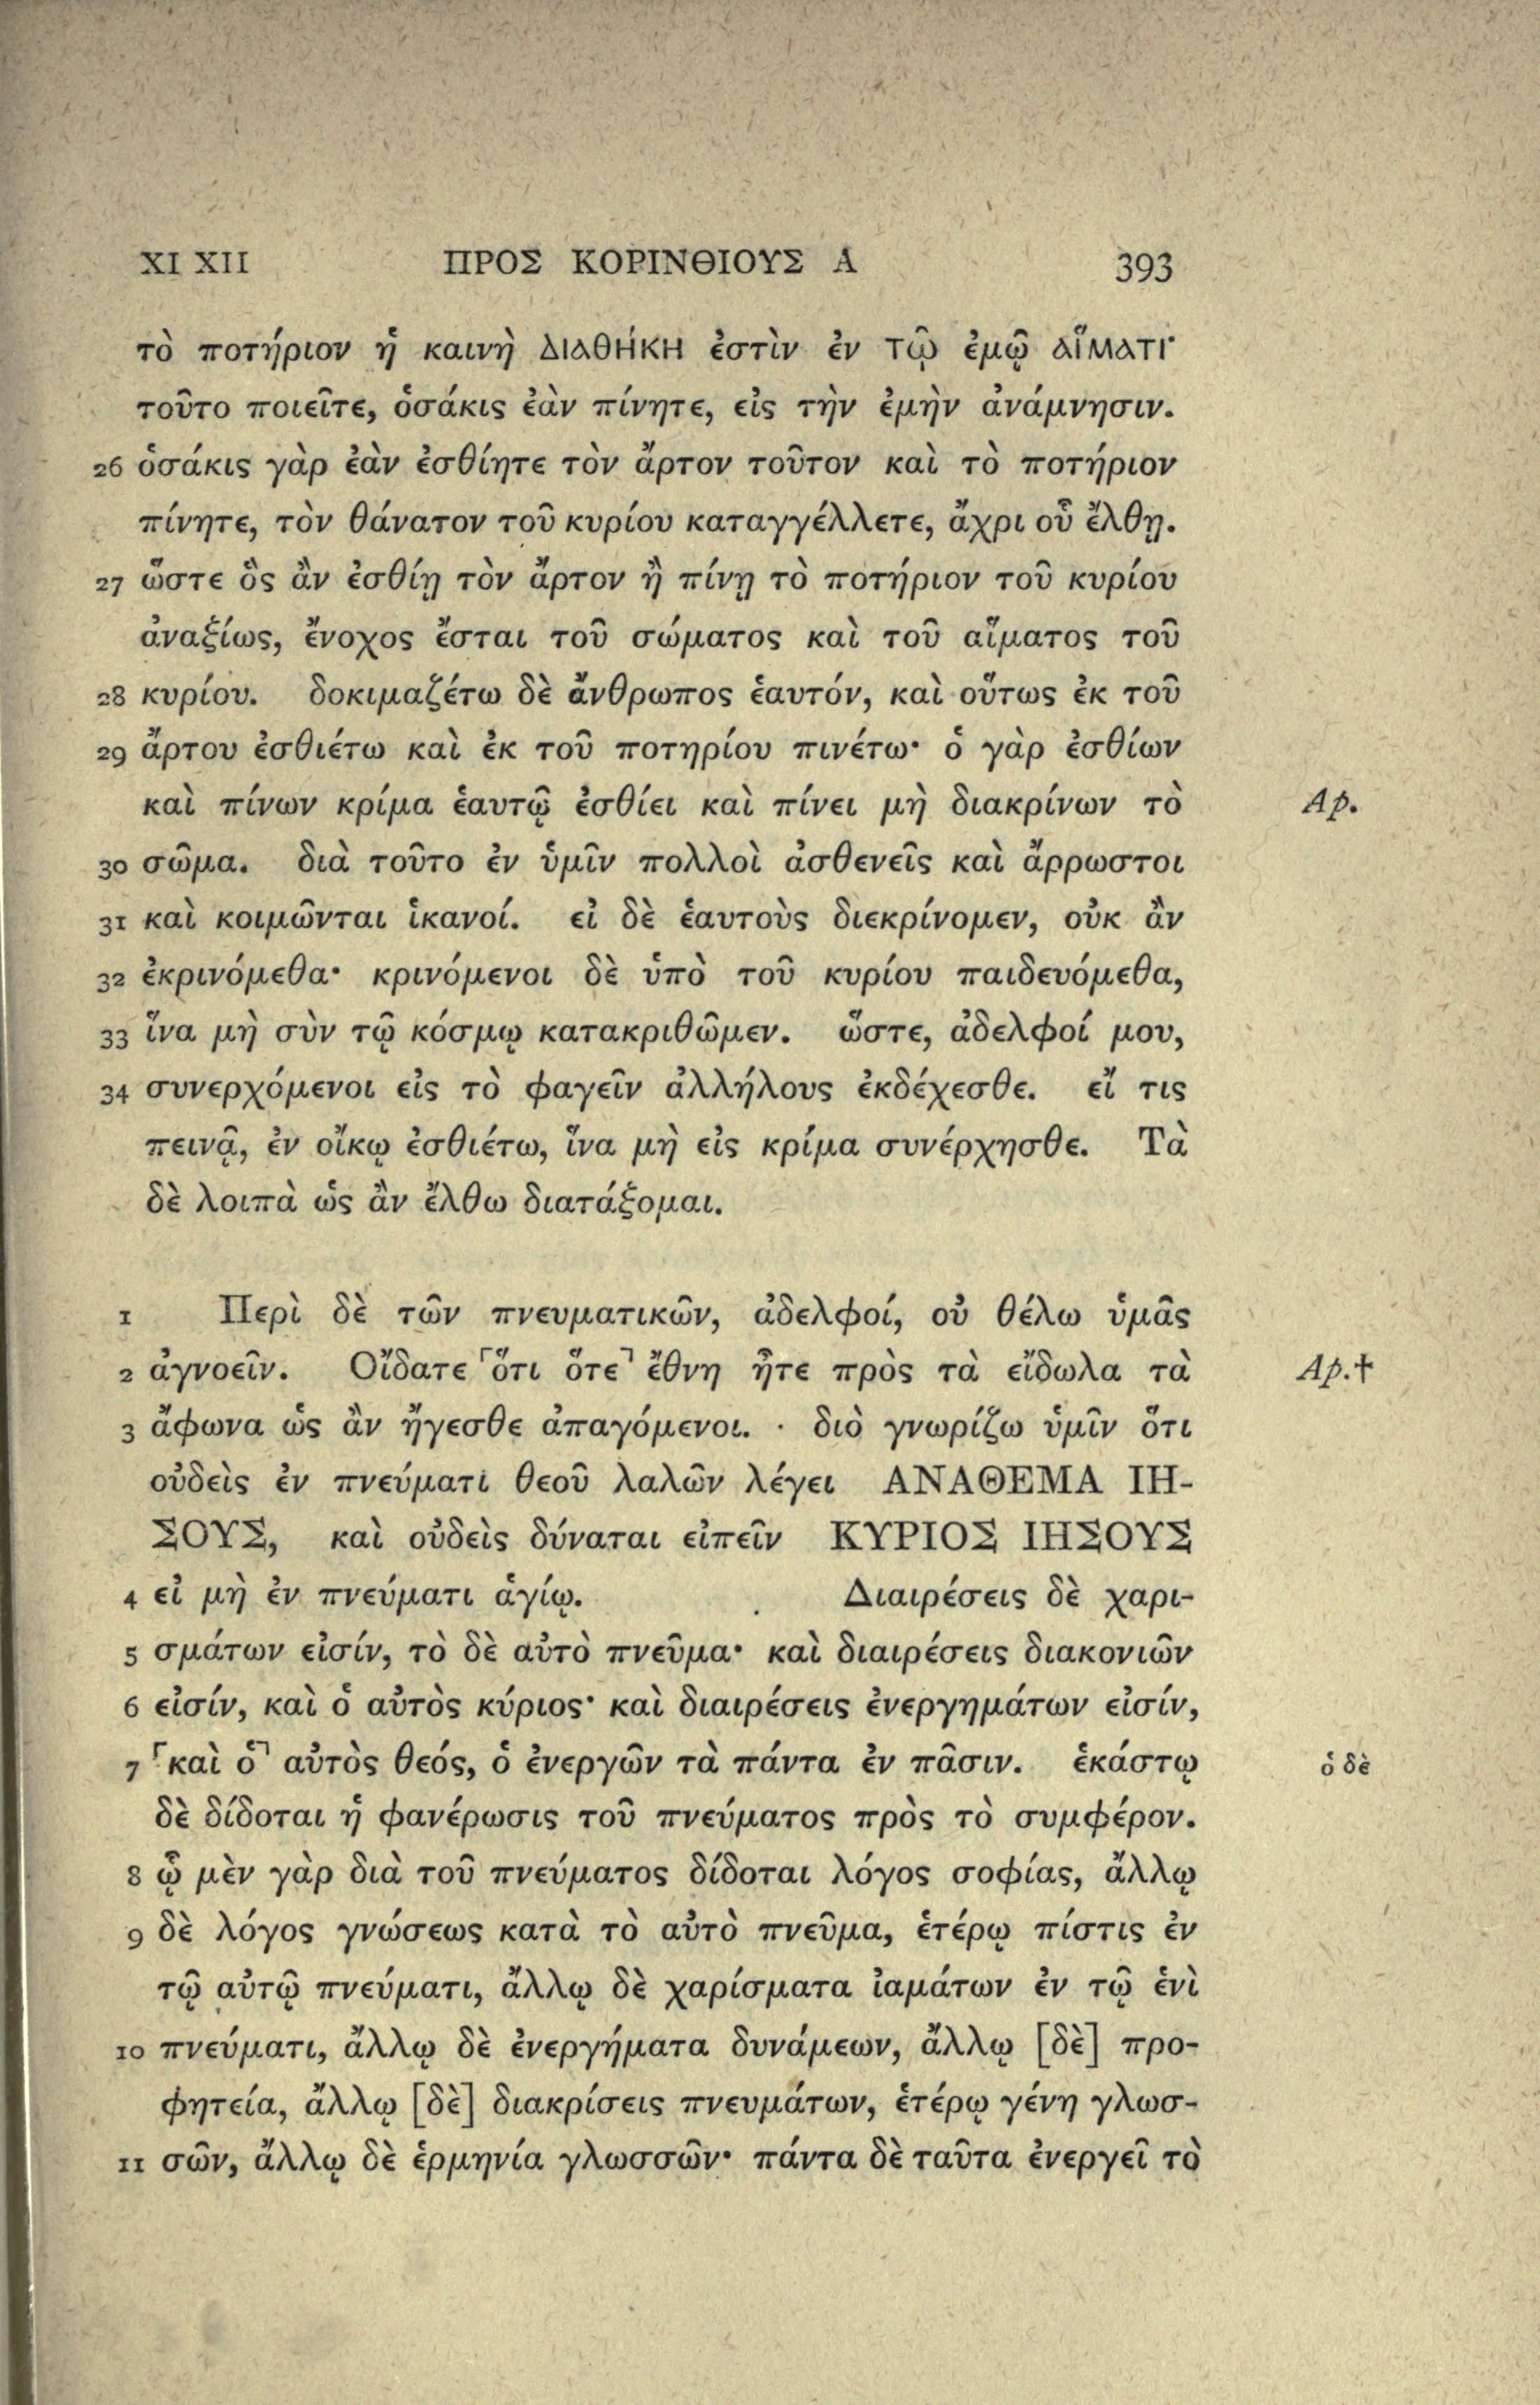 XI XII ΠΡΟΣ ΚΟΡΙΝΘΙΟΥΣ Α 393
τὸ ποτήριον ἡ καινὴ ΔΙΑΘΉΚΗ ἐστὶν ἐν τῷ ἐμῷ ΑἵΜΑΤΙ·
τοῦτο ποιεῖτε, ὁσάκις ἐὰν πίνητε, εἰς τὴν ἐμὴν ἀνάμνησιν.
26 ὁσάκις γὰρ ἐὰν ἐσθίητε τὸν ἄρτον τοῦτον καὶ τὸ ποτήριον
πίνητε, τὸν θάνατον τοῦ κυρίου καταγγέλλετε, ἄχρι οὗ ἔλθῃ.
27 ὥστε ὃς ἂν ἐσθίῃ τὸν ἄρτον ἢ πίνῃ τὸ ποτήριον τοῦ κυρίου
ἀναξίως, ἔνοχος ἔσται τοῦ σώματος καὶ τοῦ αἵματος τοῦ
28 κυρίου. δοκιμαζέτω δὲ ἄνθρωπος ἑαυτόν, καὶ οὕτως ἐκ τοῦ
29 ἄρτου ἐσθιέτω καὶ ἐκ τοῦ ποτηρίου πινέτω· ὁ γὰρ ἐσθίων
καὶ πίνων κρίμα ἑαυτῷ ἐσθίει καὶ πίνει μὴ διακρίνων τὸ Ap.
30 σῶμα. διὰ τοῦτο ἐν ὑμῖν πολλοὶ ἀσθενεῖς καὶ ἄρρωστοι
31 καὶ κοιμῶνται ἱκανοί. εἰ δὲ ἑαυτοὺς διεκρίνομεν, οὐκ ἂν
32 ἐκρινόμεθα· κρινόμενοι δὲ ὑπὸ τοῦ κυρίου παιδευόμεθα,
33 ἵνα μὴ σὺν τῷ κόσμῳ κατακριθῶμεν. ὥστε, ἀδελφοί μου,
34 συνερχόμενοι εἰς τὸ φαγεῖν ἀλλήλους ἐκδέχεσθε. εἴ τις
πεινᾷ, ἐν οἴκῳ ἐσθιέτω, ἵνα μὴ εἰς κρίμα συνέρχησθε. Τὰ
δὲ λοιπὰ ὡς ἂν ἔλθω διατάξομαι.
1 Περὶ δὲ τῶν πνευματικῶν, ἀδελφοί, οὐ θέλω ὑμᾶς
2 ἀγνοεῖν. Οἴδατε ⌜ὅτι ὅτε⌝ ἔθνη ἦτε πρὸς τὰ εἴδωλα τὰ Ap.†
3 ἄφωνα ὡς ἂν ἤγεσθε ἀπαγόμενοι. διὸ γνωρίζω ὑμῖν ὅτι
οὐδεὶς ἐν πνεύματι θεοῦ λαλῶν λέγει ΑΝΑΘΕΜΑ ΙΗ-
ΣΟΥΣ, καὶ οὐδεὶς δύναται εἰπεῖν ΚΥΡΙΟΣ ΙΗΣΟΥΣ
4 εἰ μὴ ἐν πνεύματι ἁγίῳ. Διαιρέσεις δὲ χαρι-
5 σμάτων εἰσίν, τὸ δὲ αὐτὸ πνεῦμα· καὶ διαιρέσεις διακονιῶν
6 εἰσίν, καὶ ὁ αὐτὸς κύριος· καὶ διαιρέσεις ἐνεργημάτων εἰσίν,
7 ⌜καὶ ὁ⌝ αὐτὸς θεός, ὁ ἐνεργῶν τὰ πάντα ἐν πᾶσιν. ἑκάστῳ ὁ δὲ
δὲ δίδοται ἡ φανέρωσις τοῦ πνεύματος πρὸς τὸ συμφέρον.
8 ᾧ μὲν γὰρ διὰ τοῦ πνεύματος δίδοται λόγος σοφίας, ἄλλῳ
9 δὲ λόγος γνώσεως κατὰ τὸ αὐτὸ πνεῦμα, ἑτέρῳ πίστις ἐν
τῷ αὐτῷ πνεύματι, ἄλλῳ δὲ χαρίσματα ἰαμάτων ἐν τῷ ἑνὶ
10 πνεύματι, ἄλλῳ δὲ ἐνεργήματα δυνάμεων, ἄλλῳ [δὲ] προ-
φητεία, ἄλλῳ [δὲ] διακρίσεις πνευμάτων, ἑτέρῳ γένη γλωσ-
11 σῶν, ἄλλῳ δὲ ἑρμηνία γλωσσῶν· πάντα δὲ ταῦτα ἐνεργεῖ τὸ